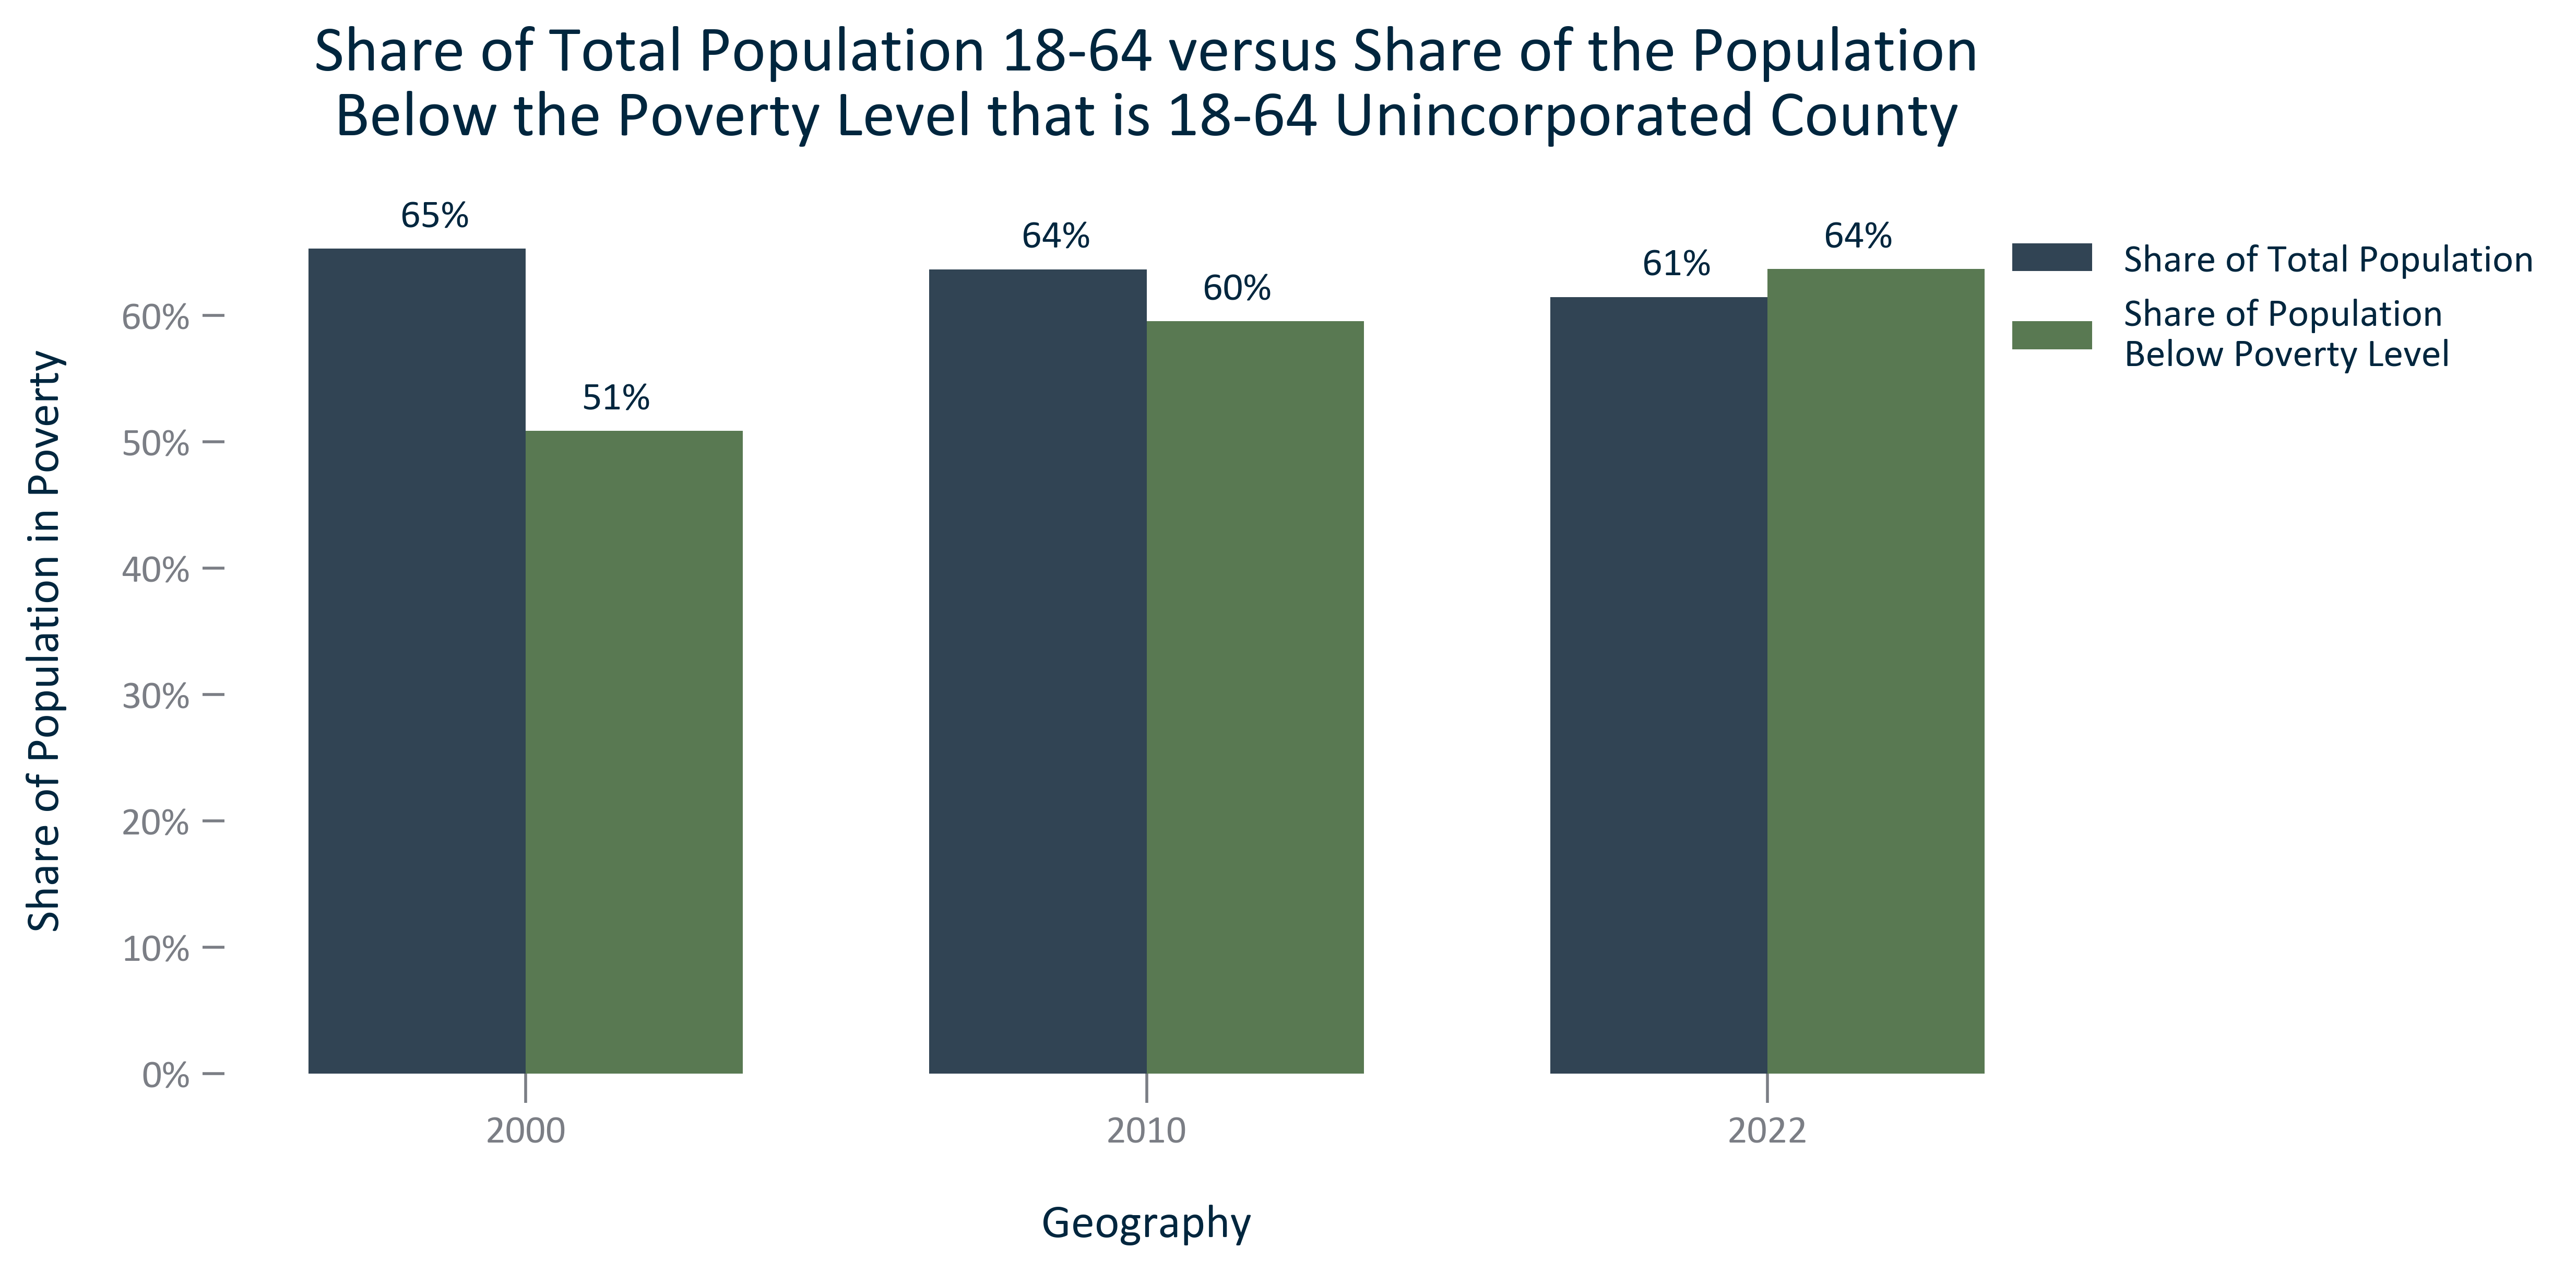 Share of Total Population 18-64 versus Share of the Population
Below the Poverty Level that is 18-64 Unincorporated County
65%
51%
64%
60%
61%
64%
Share of Total Population
Share of Population
Below Poverty Level
Share of Population in Poverty
60%
50%
40%
30%
20%
10%
0%
2000
2010
2022
Geography